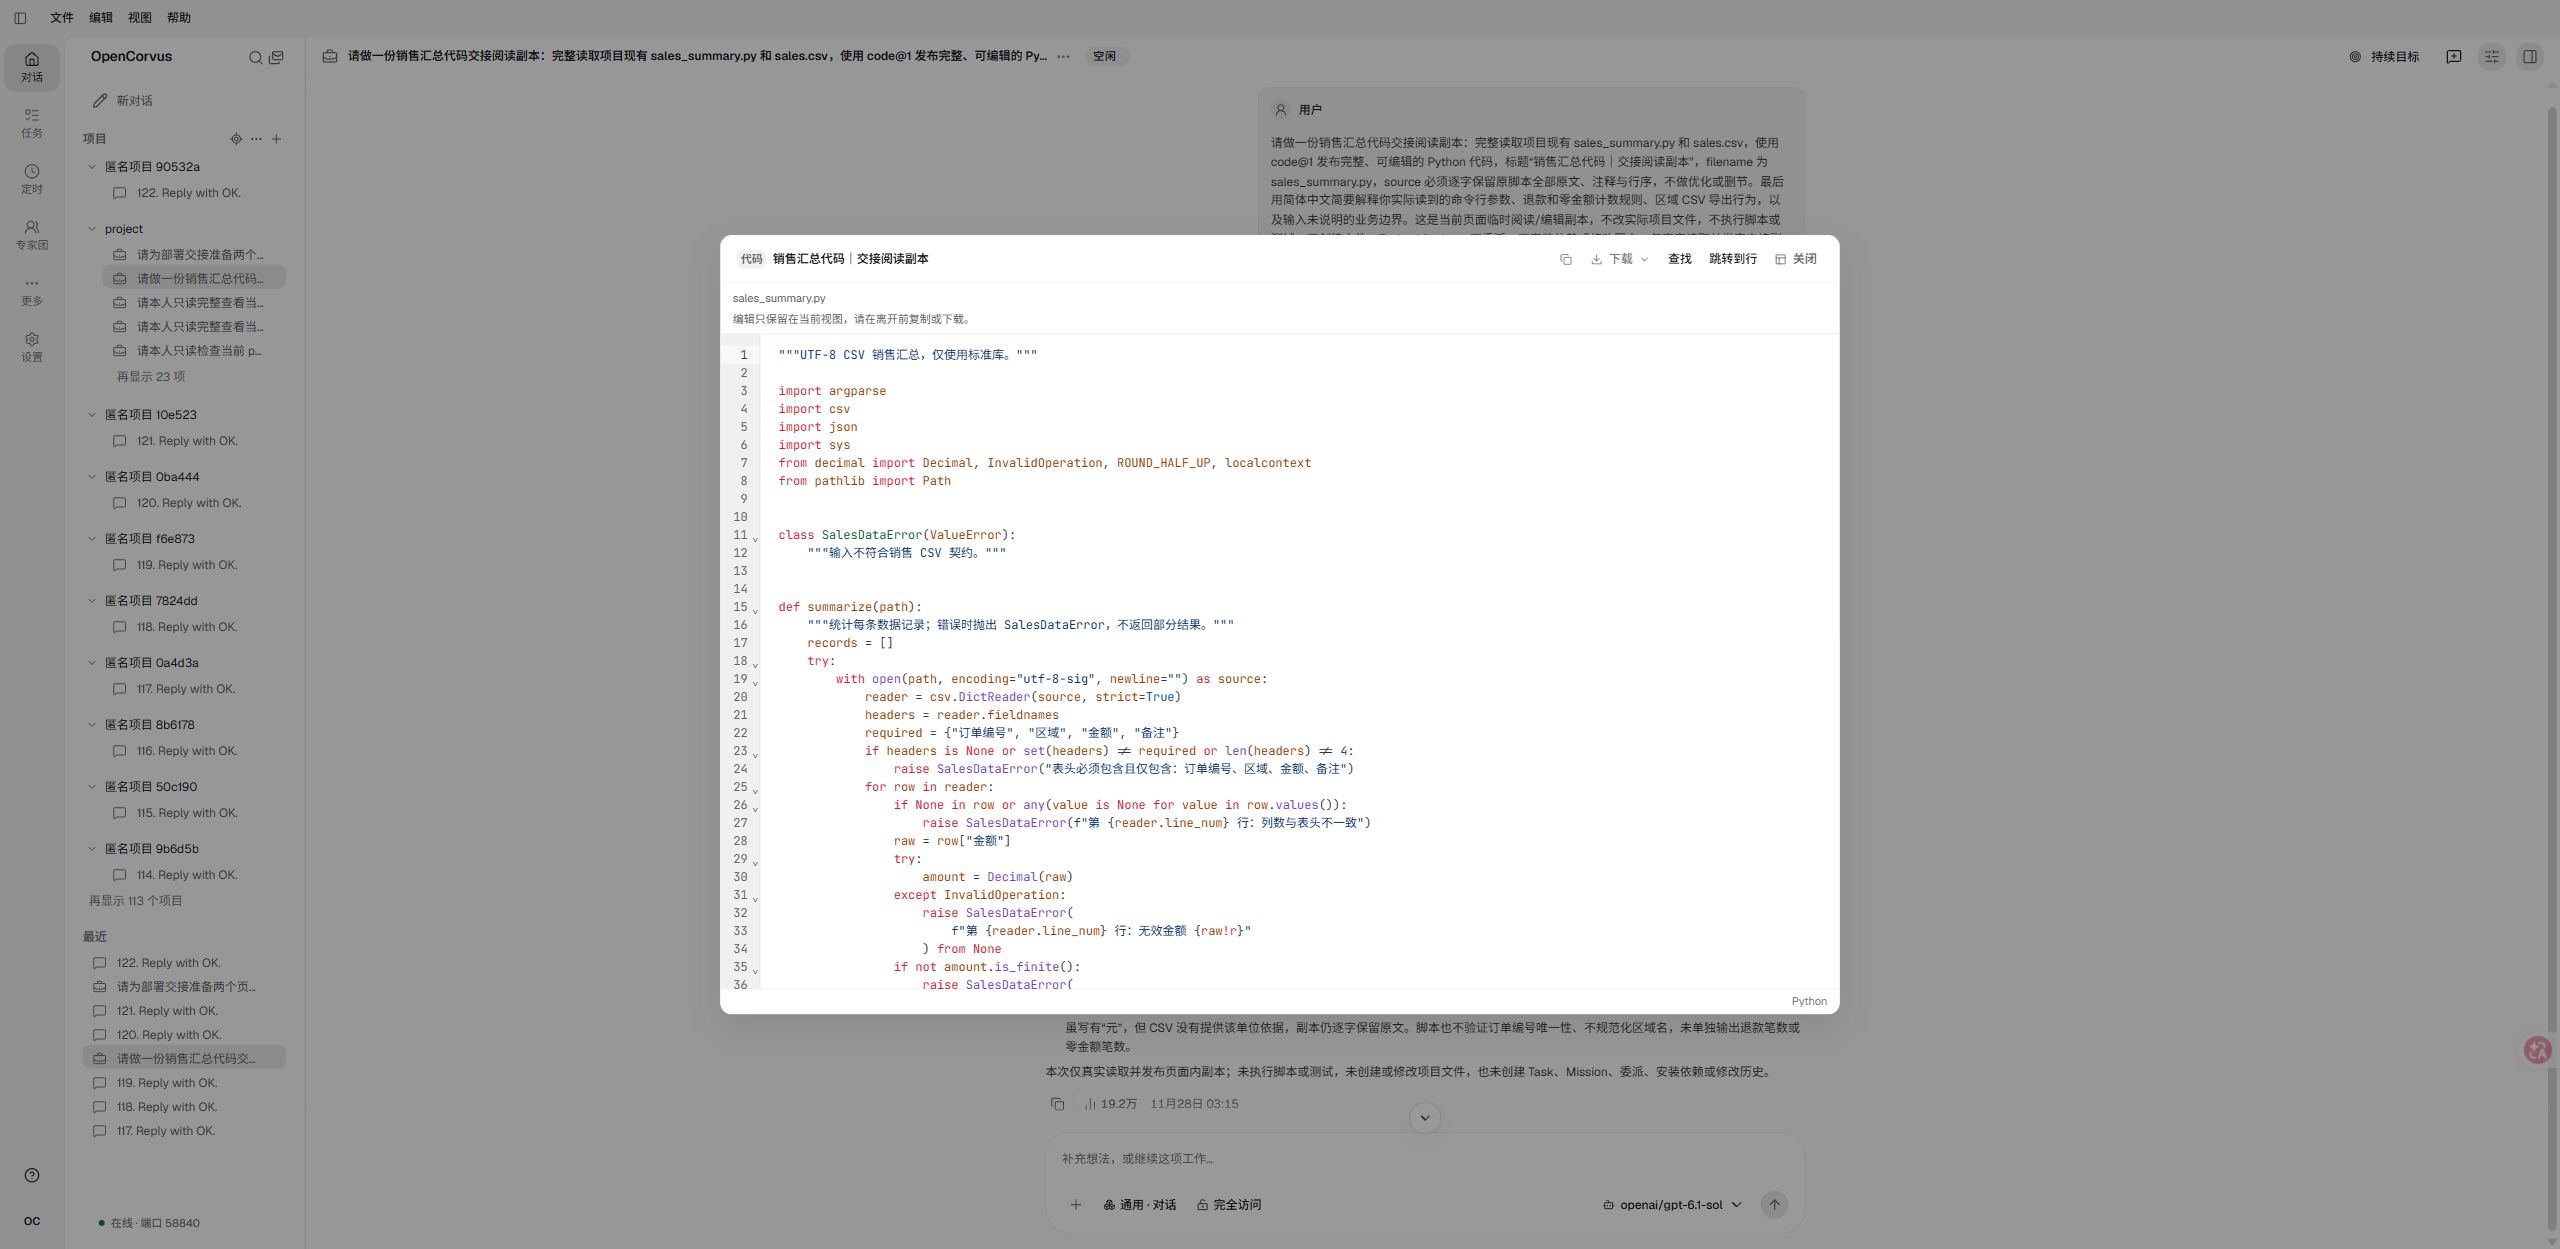 文件 编辑 视图 帮助
对话
任务
定时
专家团
更多
设置
OC
OpenCorvus
新对话
项目
匿名项目 90532a
122. Reply with OK.
project
请为部署交接准备两个...
请做一份销售汇总代码...
请本人只读完整查看当...
请本人只读完整查看当...
请本人只读检查当前 p...
再显示 23 项
匿名项目 10e523
121. Reply with OK.
匿名项目 0ba444
120. Reply with OK.
匿名项目 f6e873
119. Reply with OK.
匿名项目 7824dd
118. Reply with OK.
匿名项目 0a4d3a
117. Reply with OK.
匿名项目 8b6178
116. Reply with OK.
匿名项目 50c190
115. Reply with OK.
匿名项目 9b6d5b
114. Reply with OK.
再显示 113 个项目
最近
122. Reply with OK.
请为部署交接准备两个页...
121. Reply with OK.
120. Reply with OK.
请做一份销售汇总代码交...
119. Reply with OK.
118. Reply with OK.
117. Reply with OK.
在线 · 端口 58840
请做一份销售汇总代码交接阅读副本：完整读取项目现有 sales_summary.py 和 sales.csv，使用 code@1 发布完整、可编辑的 Py... ··· 空闲
持续目标
用户
请做一份销售汇总代码交接阅读副本：完整读取项目现有 sales_summary.py 和 sales.csv，使用
code@1 发布完整、可编辑的 Python 代码，标题“销售汇总代码｜交接阅读副本”，filename 为
sales_summary.py，source 必须逐字保留原脚本全部原文、注释与行序，不做优化或删节。最后
用简体中文简要解释你实际读到的命令行参数、退款和零金额计数规则、区域 CSV 导出行为，以
及输入未说明的业务边界。这是当前页面临时阅读/编辑副本，不改实际项目文件，不执行脚本或
代码 销售汇总代码｜交接阅读副本
下载 查找 跳转到行 关闭
sales_summary.py
编辑只保留在当前视图，请在离开前复制或下载。
1 """UTF-8 CSV 销售汇总，仅使用标准库。"""
2
3 import argparse
4 import csv
5 import json
6 import sys
7 from decimal import Decimal, InvalidOperation, ROUND_HALF_UP, localcontext
8 from pathlib import Path
9
10
11 class SalesDataError(ValueError):
12 """输入不符合销售 CSV 契约。"""
13
14
15 def summarize(path):
16 """统计每条数据记录；错误时抛出 SalesDataError，不返回部分结果。"""
17 records = []
18 try:
19 with open(path, encoding="utf-8-sig", newline="") as source:
20 reader = csv.DictReader(source, strict=True)
21 headers = reader.fieldnames
22 required = {"订单编号", "区域", "金额", "备注"}
23 if headers is None or set(headers) != required or len(headers) != 4:
24 raise SalesDataError("表头必须包含且仅包含：订单编号、区域、金额、备注")
25 for row in reader:
26 if None in row or any(value is None for value in row.values()):
27 raise SalesDataError(f"第 {reader.line_num} 行：列数与表头不一致")
28 raw = row["金额"]
29 try:
30 amount = Decimal(raw)
31 except InvalidOperation:
32 raise SalesDataError(
33 f"第 {reader.line_num} 行：无效金额 {raw!r}"
34 ) from None
35 if not amount.is_finite():
36 raise SalesDataError(
Python
虽写有“元”，但 CSV 没有提供该单位依据，副本仍逐字保留原文。脚本也不验证订单编号唯一性、不规范化区域名，未单独输出退款笔数或
零金额笔数。
本次仅真实读取并发布页面内副本；未执行脚本或测试，未创建或修改项目文件，也未创建 Task、Mission、委派、安装依赖或修改历史。
19.2万 11月28日 03:15
补充想法，或继续这项工作...
通用 · 对话 完全访问
openai/gpt-6.1-sol